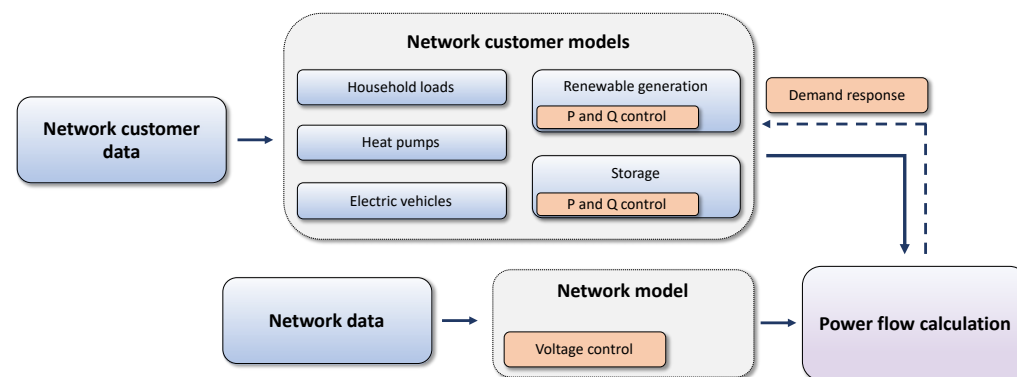 Network customer models
Household loads
Renewable generation
P and Q control
Demand response
Network customer
data
Heat pumps
Storage
P and Q control
Electric vehicles
Network model
Network data
Voltage control
Power flow calculation